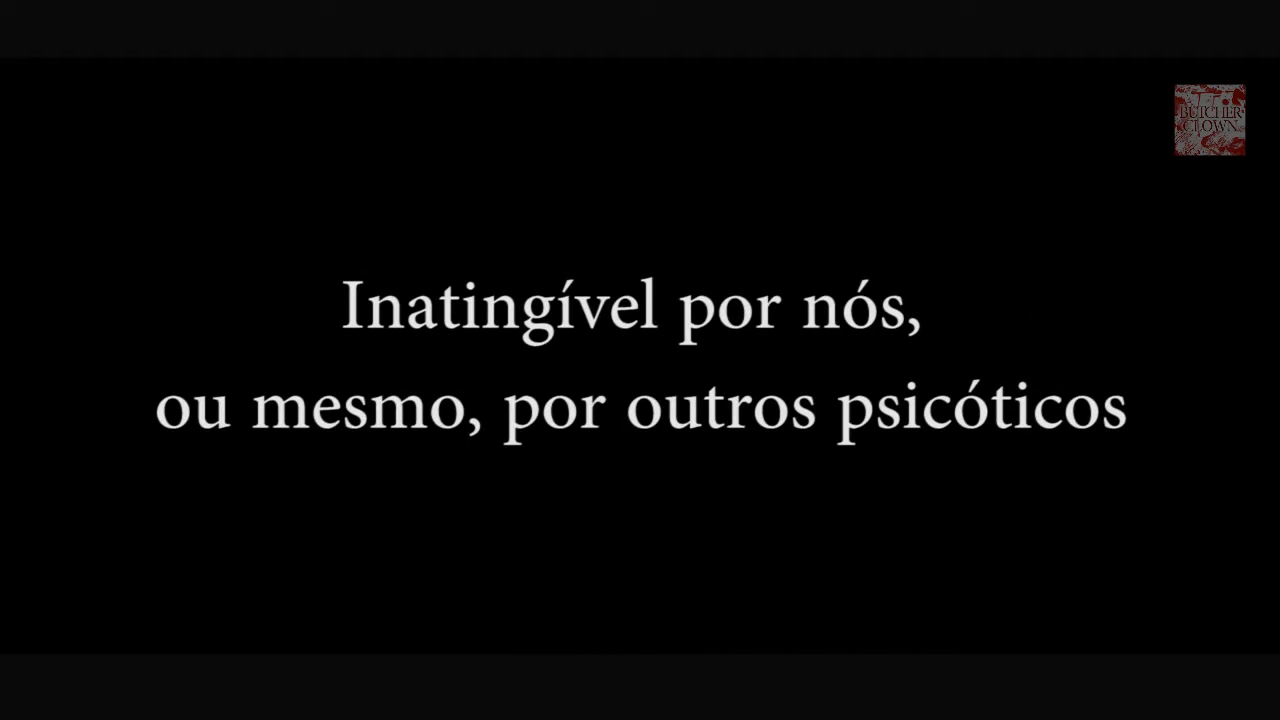 BUTCHER
CLOWN
Inatingível por nós,
ou mesmo, por outros psicóticos